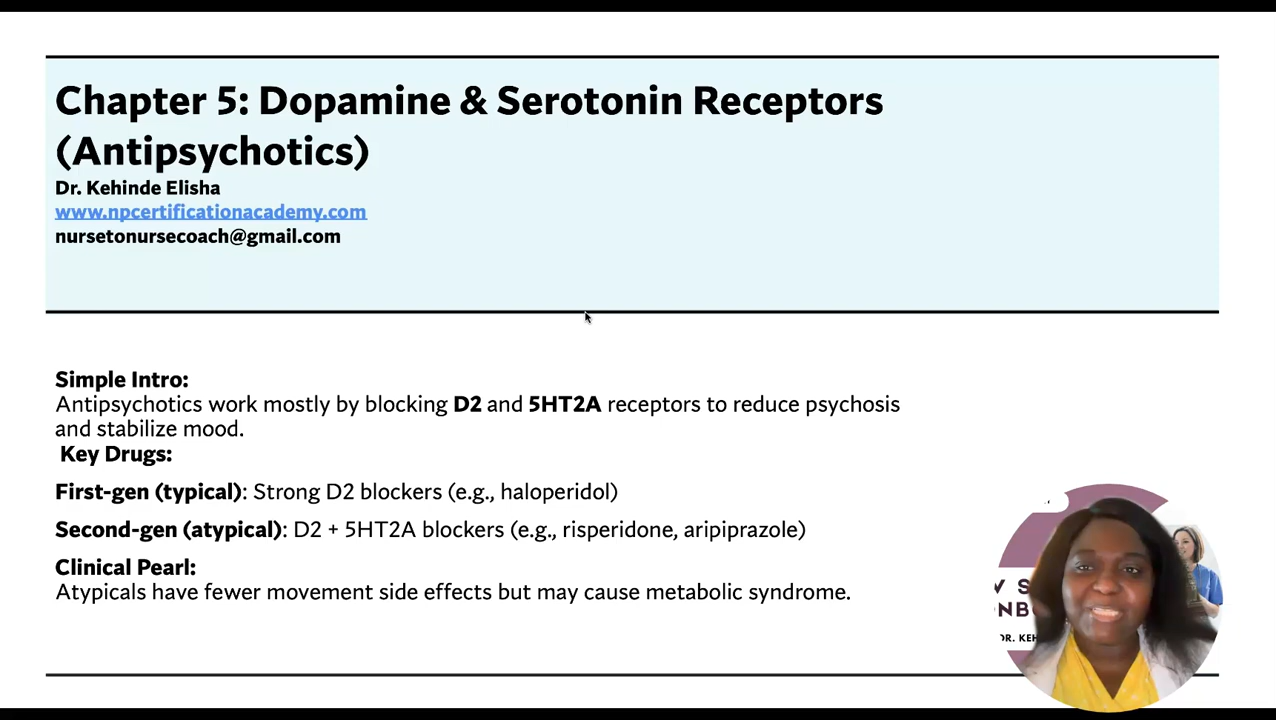 Chapter 5: Dopamine & Serotonin Receptors
(Antipsychotics)
Dr. Kehinde Elisha
www.npcertificationacademy.com
nursetonursecoach@gmail.com
Simple Intro:
Antipsychotics work mostly by blocking D2 and 5HT2A receptors to reduce psychosis
and stabilize mood.
Key Drugs:
First-gen (typical): Strong D2 blockers (e.g., haloperidol)
Second-gen (atypical): D2 + 5HT2A blockers (e.g., risperidone, aripiprazole)
Clinical Pearl:
Atypicals have fewer movement side effects but may cause metabolic syndrome.